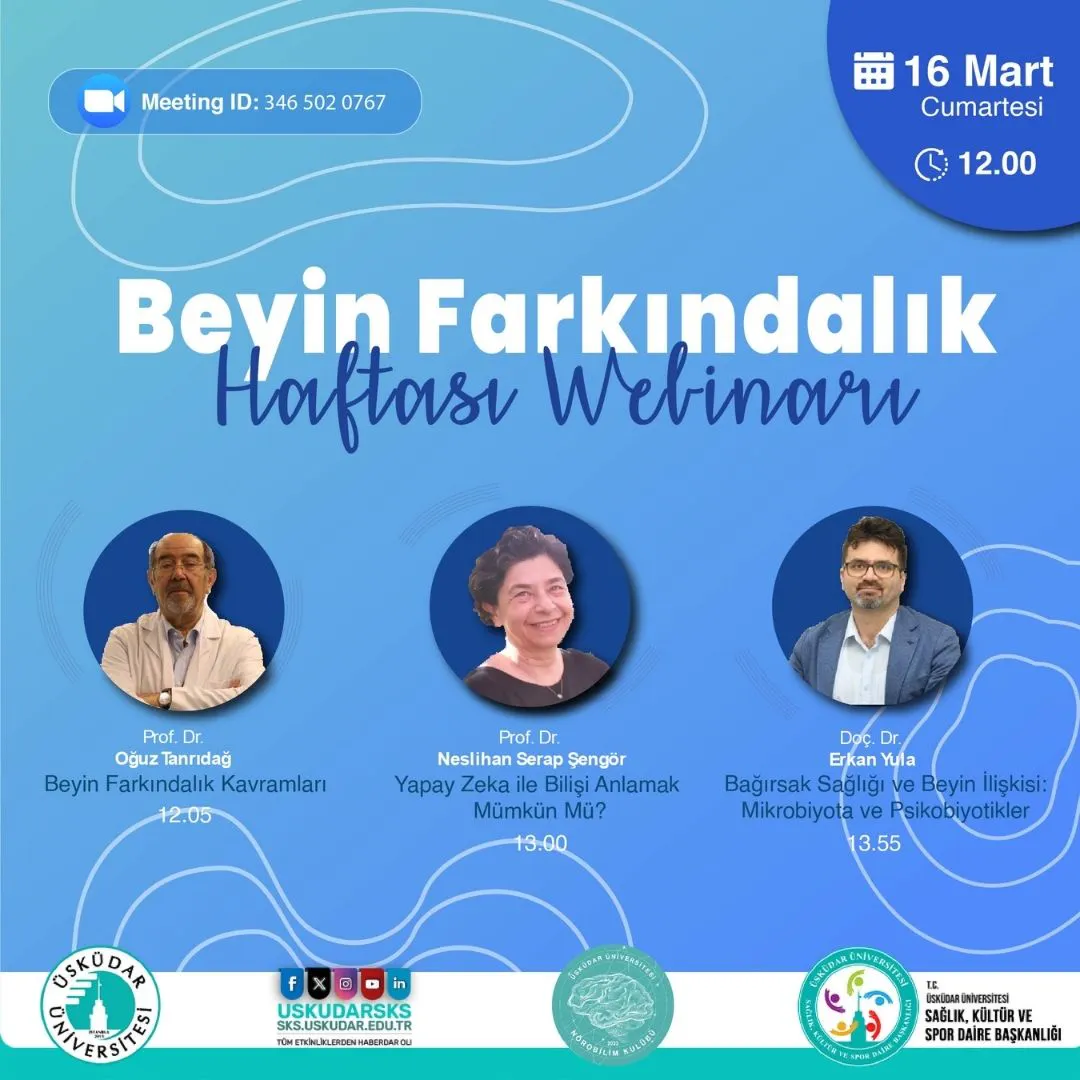 Meeting ID: 346 502 0767
16 Mart
Cumartesi
12.00
Beyin Farkındalık
Haftası Webinarı
Prof. Dr.
Oğuz Tanrıdağ
Beyin Farkındalık Kavramları
12.05
Prof. Dr.
Neslihan Serap Şengör
Yapay Zeka ile Bilişi Anlamak
Mümkün Mü?
13.00
Doç. Dr.
Erkan Yula
Bağırsak Sağlığı ve Beyin İlişkisi:
Mikrobiyota ve Psikobiyotikler
13.55
ÜSKÜDAR
ÜNİVERSİTESİ
İSTANBUL
2011
USKUDARSKS
SKS.USKUDAR.EDU.TR
TÜM ETKİNLİKLERDEN HABERDAR OL!
ÜSKÜDAR ÜNİVERSİTESİ
NÖROBİLİM KULÜBÜ
ÜSKÜDAR ÜNİVERSİTESİ
SAĞLIK, KÜLTÜR VE SPOR DAİRE BAŞKANLIĞI
T.C.
ÜSKÜDAR ÜNİVERSİTESİ
SAĞLIK, KÜLTÜR VE
SPOR DAİRE BAŞKANLIĞI